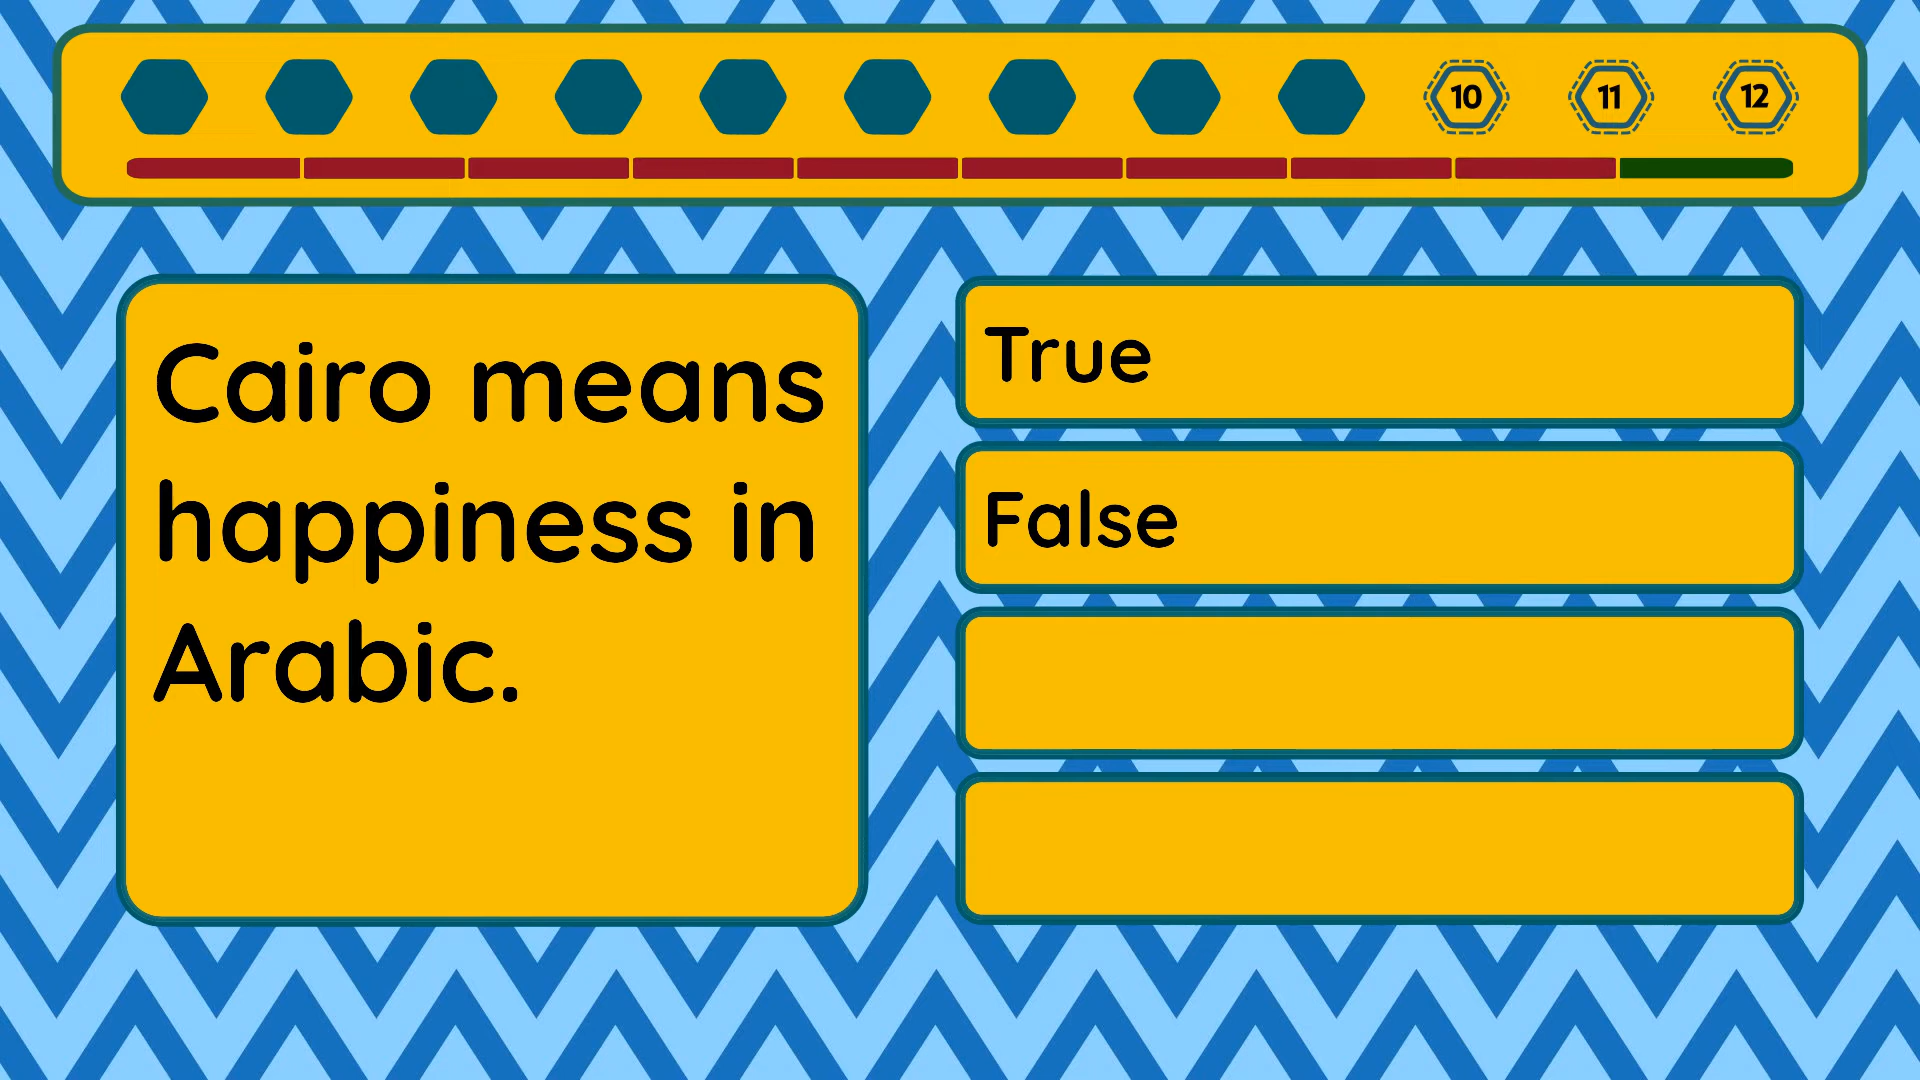 10 11 12
Cairo means
happiness in
Arabic.
True
False